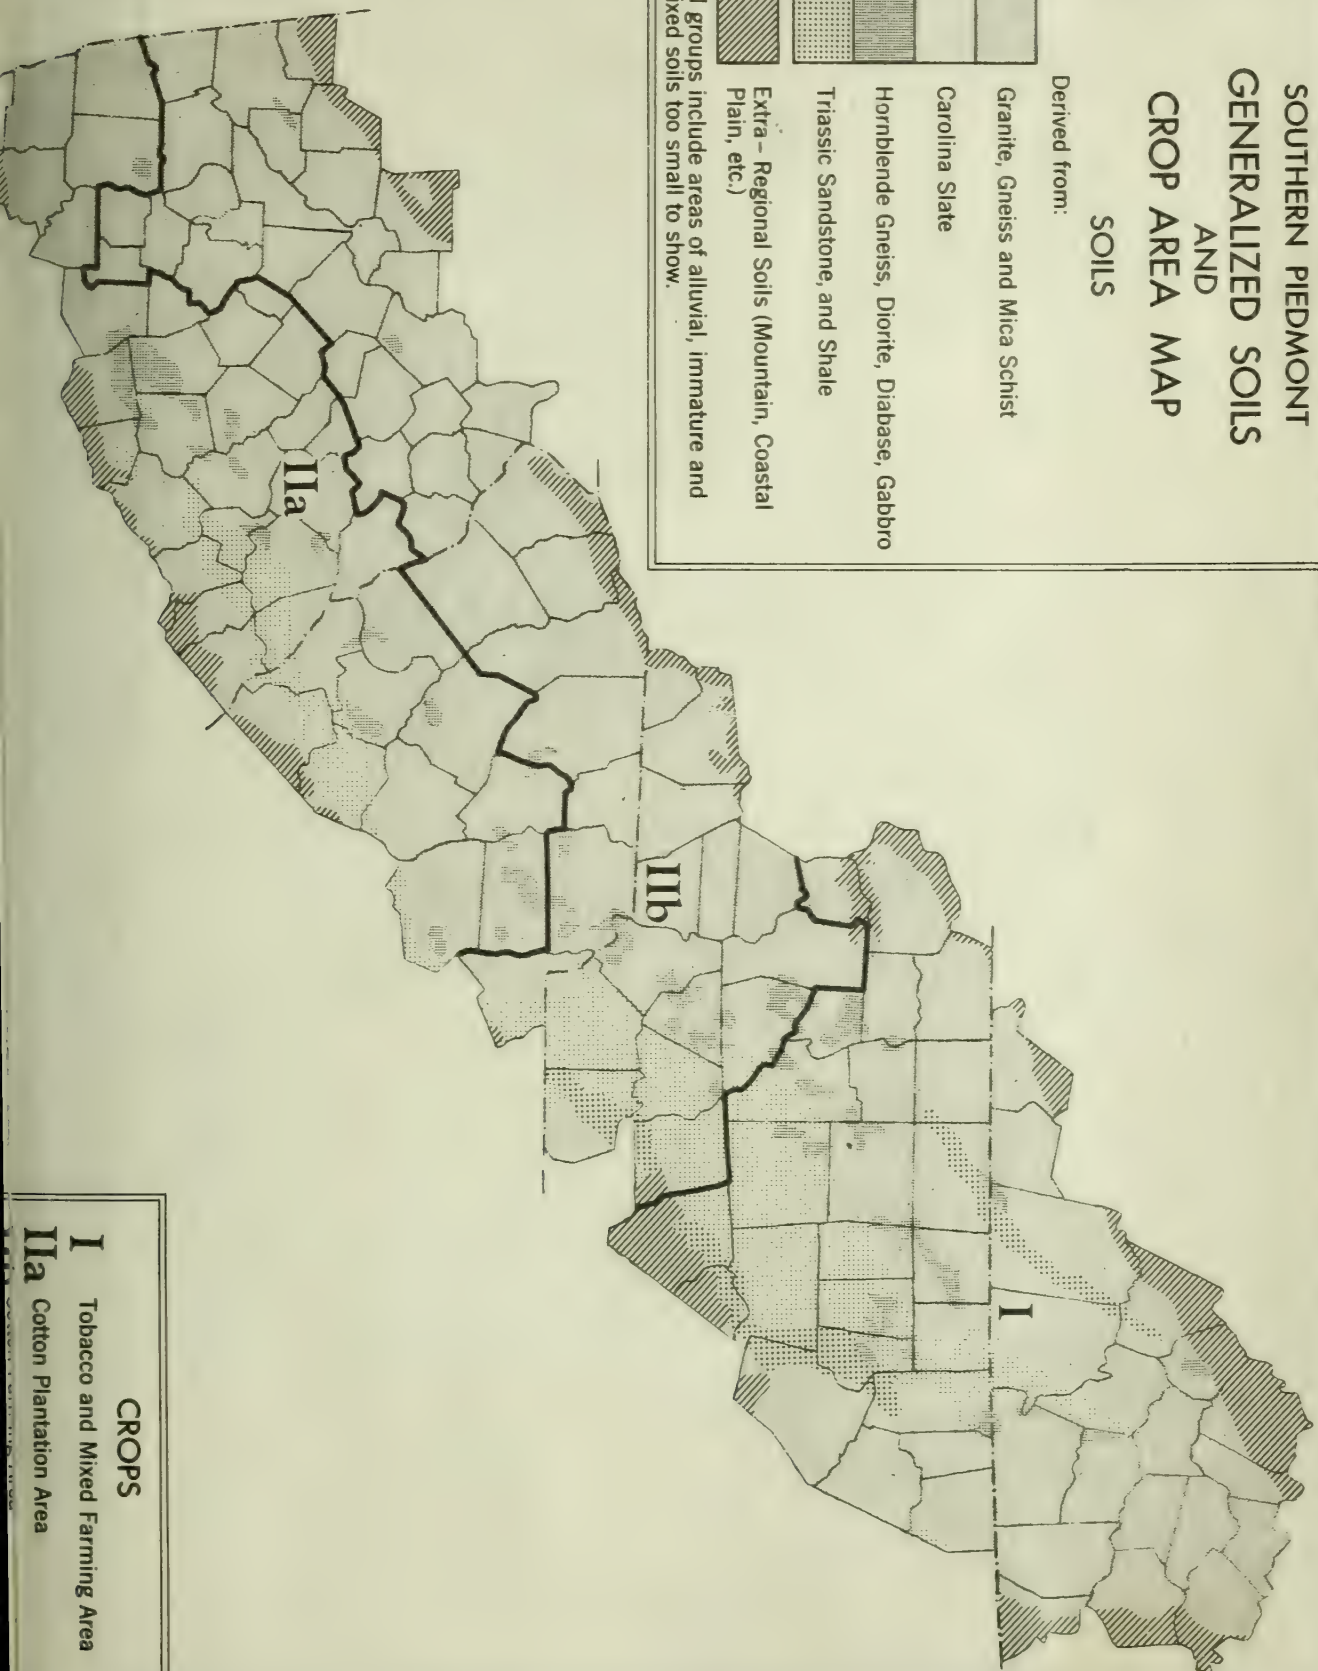 SOUTHERN PIEDMONT
GENERALIZED SOILS
AND
CROP AREA MAP
SOILS
Derived from:
Granite, Gneiss and Mica Schist
Carolina Slate
Hornblende Gneiss, Diorite, Diabase, Gabbro
Triassic Sandstone, and Shale
Extra - Regional Soils (Mountain, Coastal
Plain, etc.)
groups include areas of alluvial, immature and
soils too small to show.
IIa
IIb
I
CROPS
I Tobacco and Mixed Farming Area
IIa Cotton Plantation Area